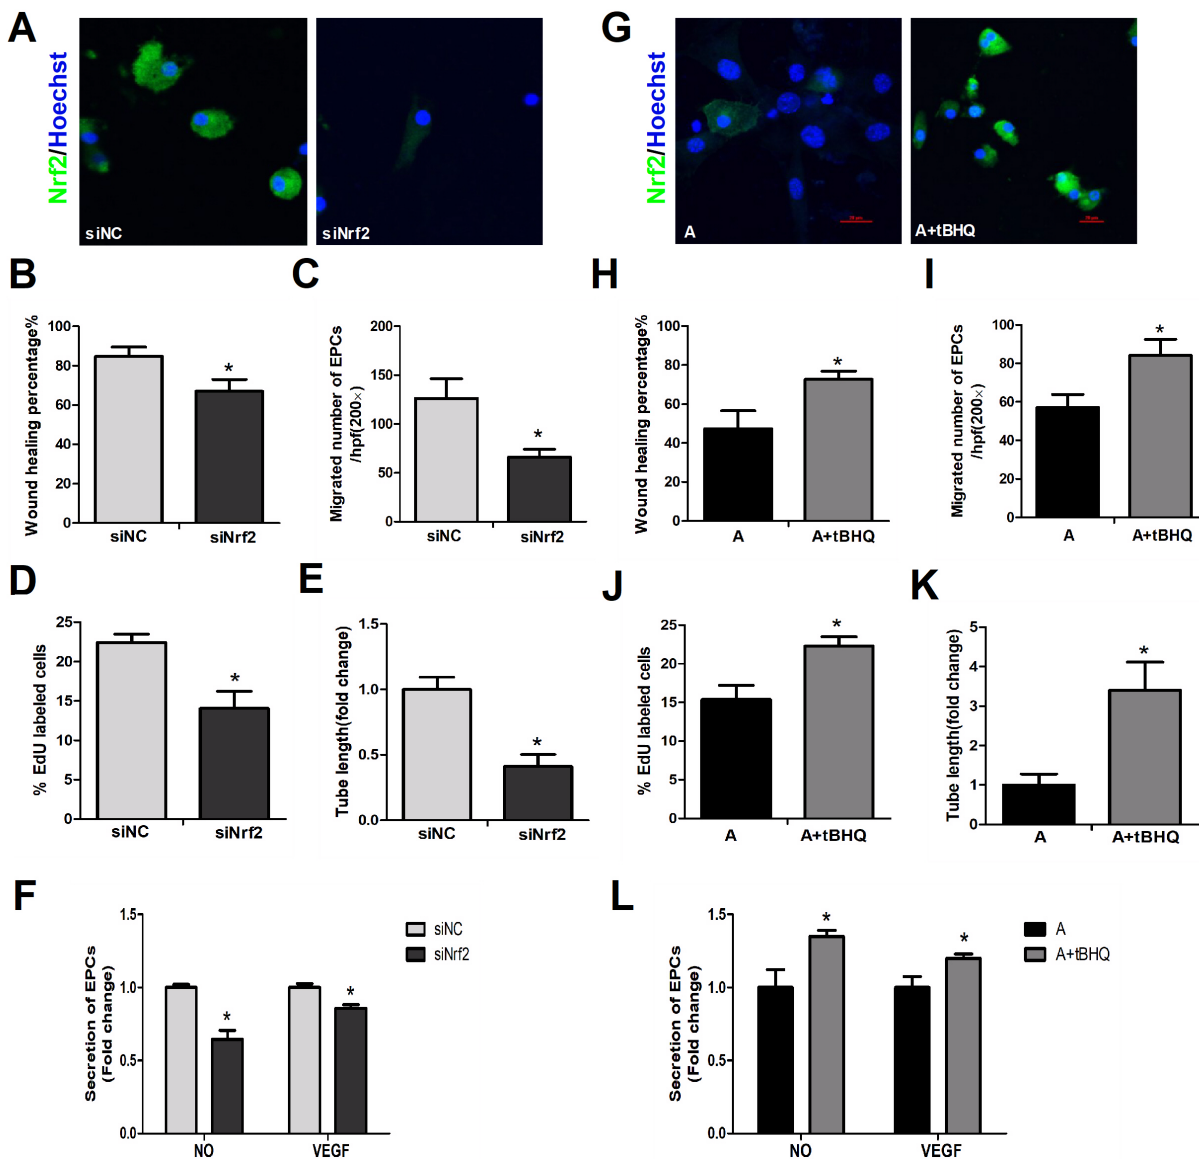 A
Nrf2/Hoechst
siNC
siNrf2
G
Nrf2/Hoechst
A
A+tBHQ
B
Wound healing percentage%
100
80
60
40
20
0
*
siNC
siNrf2
C
Migrated number of EPCs
/hpf(200×)
200
150
100
50
0
*
siNC
siNrf2
H
Wound healing percentage%
100
80
60
40
20
0
*
A
A+tBHQ
I
Migrated number of EPCs
/hpf(200×)
100
80
60
40
20
0
*
A
A+tBHQ
D
% EdU labeled cells
25
20
15
10
5
0
*
siNC
siNrf2
E
Tube length(fold change)
1.5
1.0
0.5
0.0
*
siNC
siNrf2
J
% EdU labeled cells
25
20
15
10
5
0
*
A
A+tBHQ
K
Tube length(fold change)
5
4
3
2
1
0
*
A
A+tBHQ
F
Secretion of EPCs
(Fold change)
1.5
1.0
0.5
0.0
*
*
NO
VEGF
siNC
siNrf2
L
Secretion of EPCs
(Fold change)
1.5
1.0
0.5
0.0
*
*
NO
VEGF
A
A+tBHQ